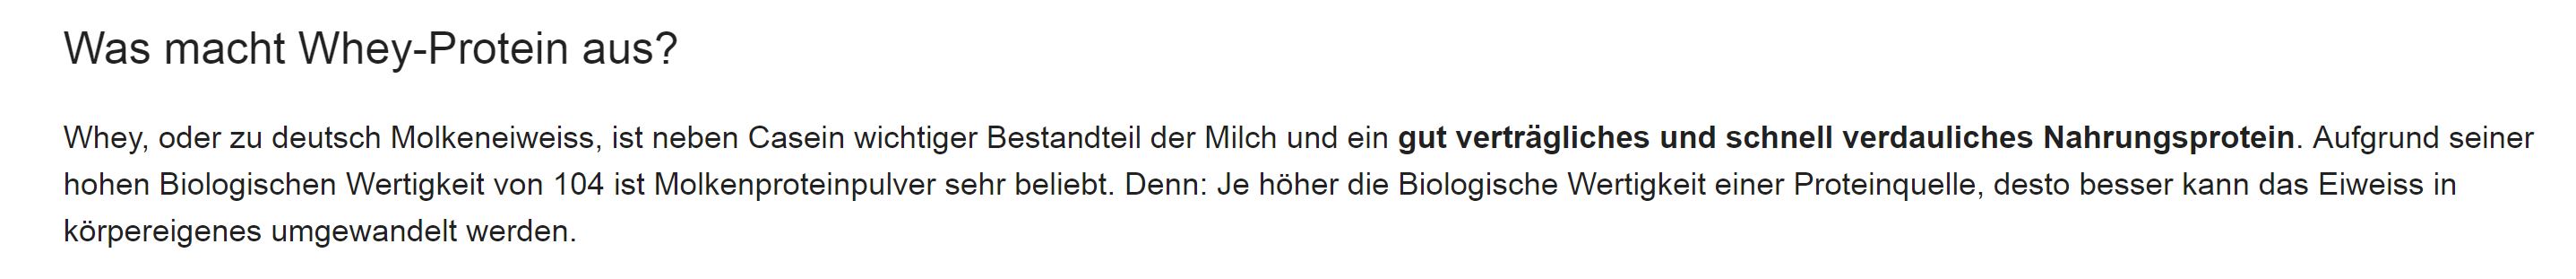 Was macht Whey-Protein aus?
Whey, oder zu deutsch Molkeneiweiss, ist neben Casein wichtiger Bestandteil der Milch und ein gut verträgliches und schnell verdauliches Nahrungsprotein. Aufgrund seiner
hohen Biologischen Wertigkeit von 104 ist Molkenproteinpulver sehr beliebt. Denn: Je höher die Biologische Wertigkeit einer Proteinquelle, desto besser kann das Eiweiss in
körpereigenes umgewandelt werden.